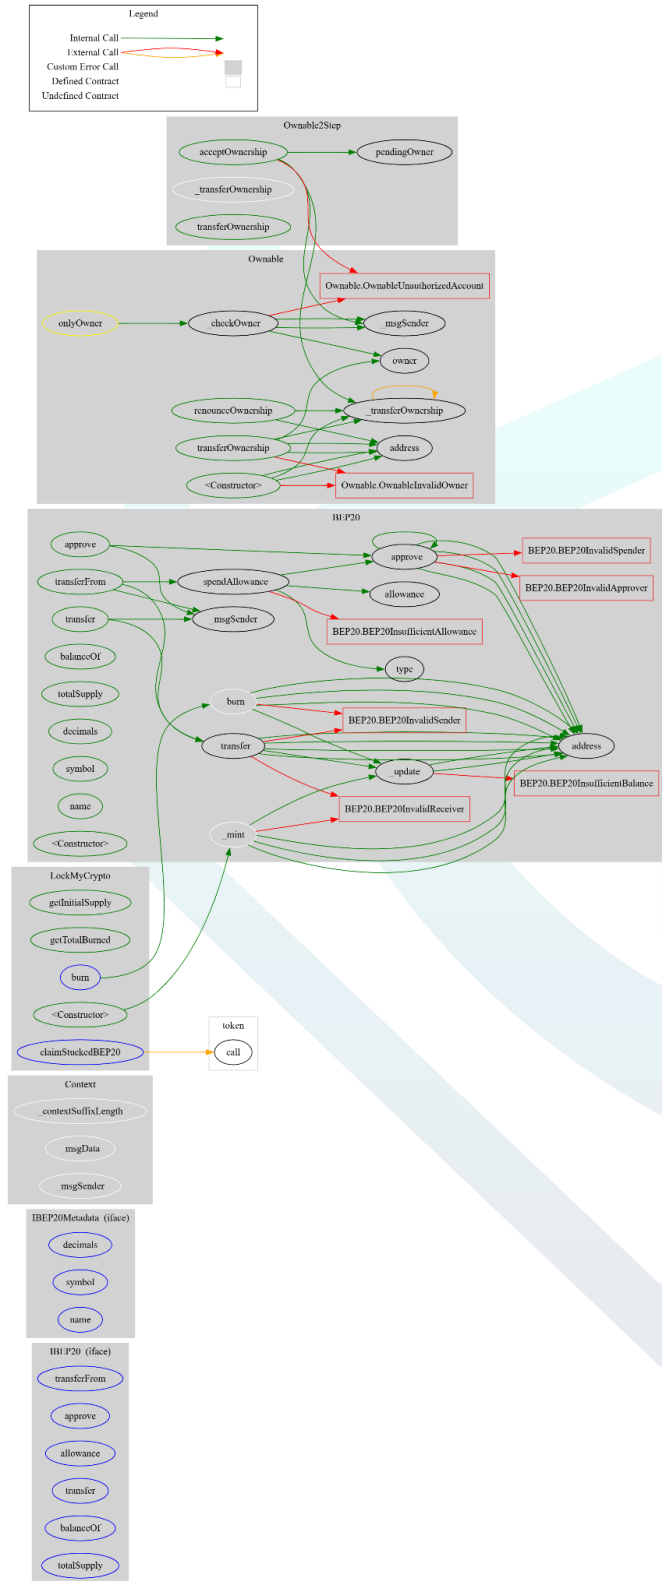 Legend
Internal Call
External Call
Custom Error Call
Defined Contract
Undefined Contract
Ownable2Step
acceptOwnership
pendingOwner
_transferOwnership
transferOwnership
Ownable
Ownable.OwnableUnauthorizedAccount
onlyOwner
_checkOwner
_msgSender
owner
renounceOwnership
_transferOwnership
transferOwnership
address
<Constructor>
Ownable.OwnableInvalidOwner
BEP20
approve
_approve
BEP20.BEP20InvalidSpender
transferFrom
_spendAllowance
BEP20.BEP20InvalidApprover
allowance
transfer
_msgSender
BEP20.BEP20InsufficientAllowance
balanceOf
type
totalSupply
_burn
BEP20.BEP20InvalidSender
decimals
_transfer
address
symbol
_update
BEP20.BEP20InsufficientBalance
name
BEP20.BEP20InvalidReceiver
_mint
<Constructor>
LockMyCrypto
getInitialSupply
getTotalBurned
burn
<Constructor>
token
claimStuckedBEP20
call
Context
_contextSuffixLength
_msgData
_msgSender
IBEP20Metadata (iface)
decimals
symbol
name
IBEP20 (iface)
transferFrom
approve
allowance
transfer
balanceOf
totalSupply